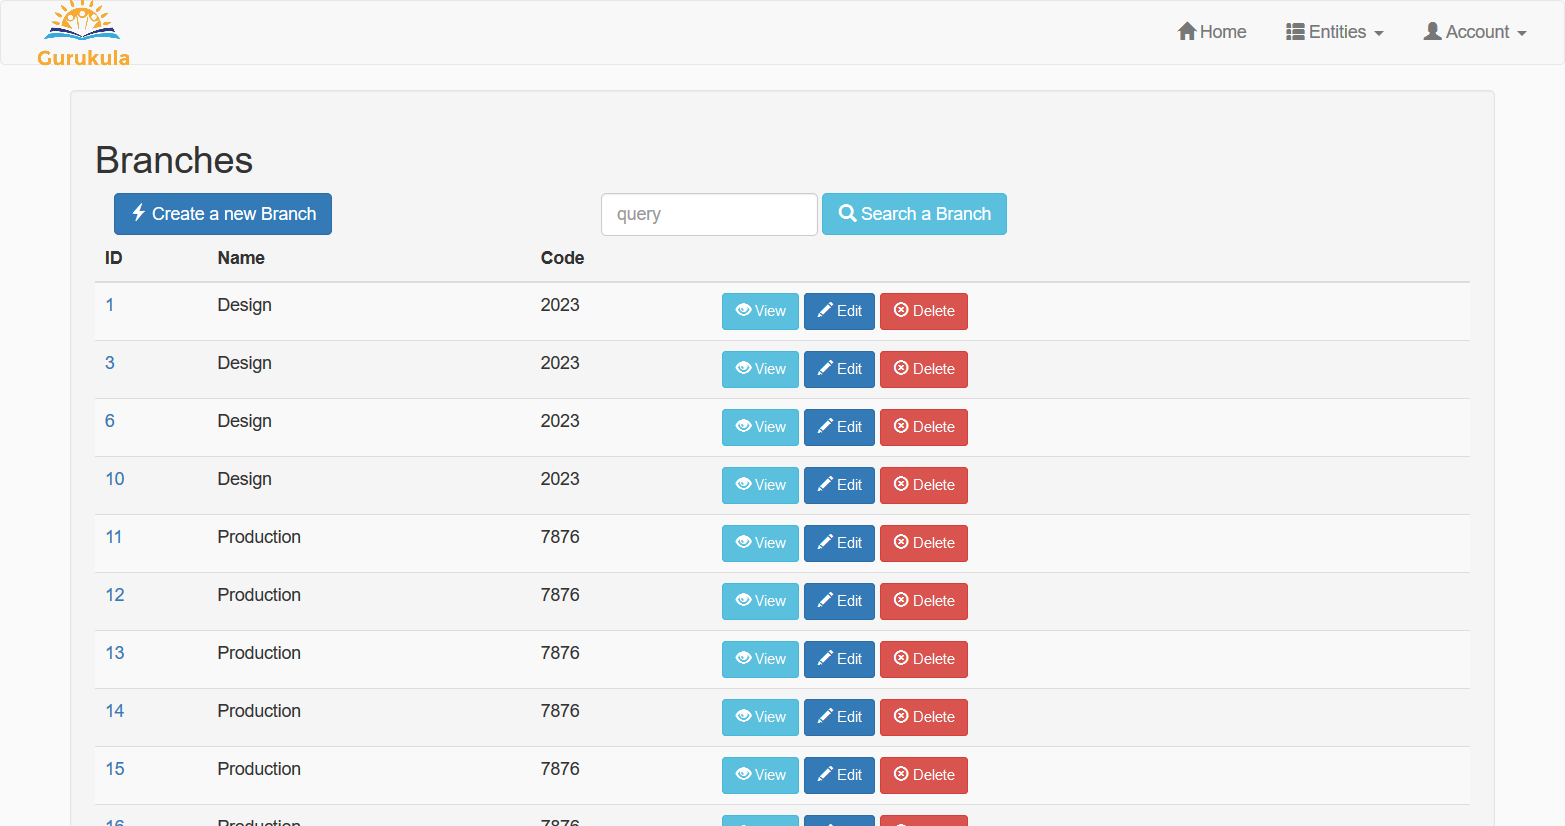 Gurukula
Home Entities Account
Branches
Create a new Branch query Search a Branch
ID Name Code
1 Design 2023 View Edit Delete
3 Design 2023 View Edit Delete
6 Design 2023 View Edit Delete
10 Design 2023 View Edit Delete
11 Production 7876 View Edit Delete
12 Production 7876 View Edit Delete
13 Production 7876 View Edit Delete
14 Production 7876 View Edit Delete
15 Production 7876 View Edit Delete
16 Production 7876